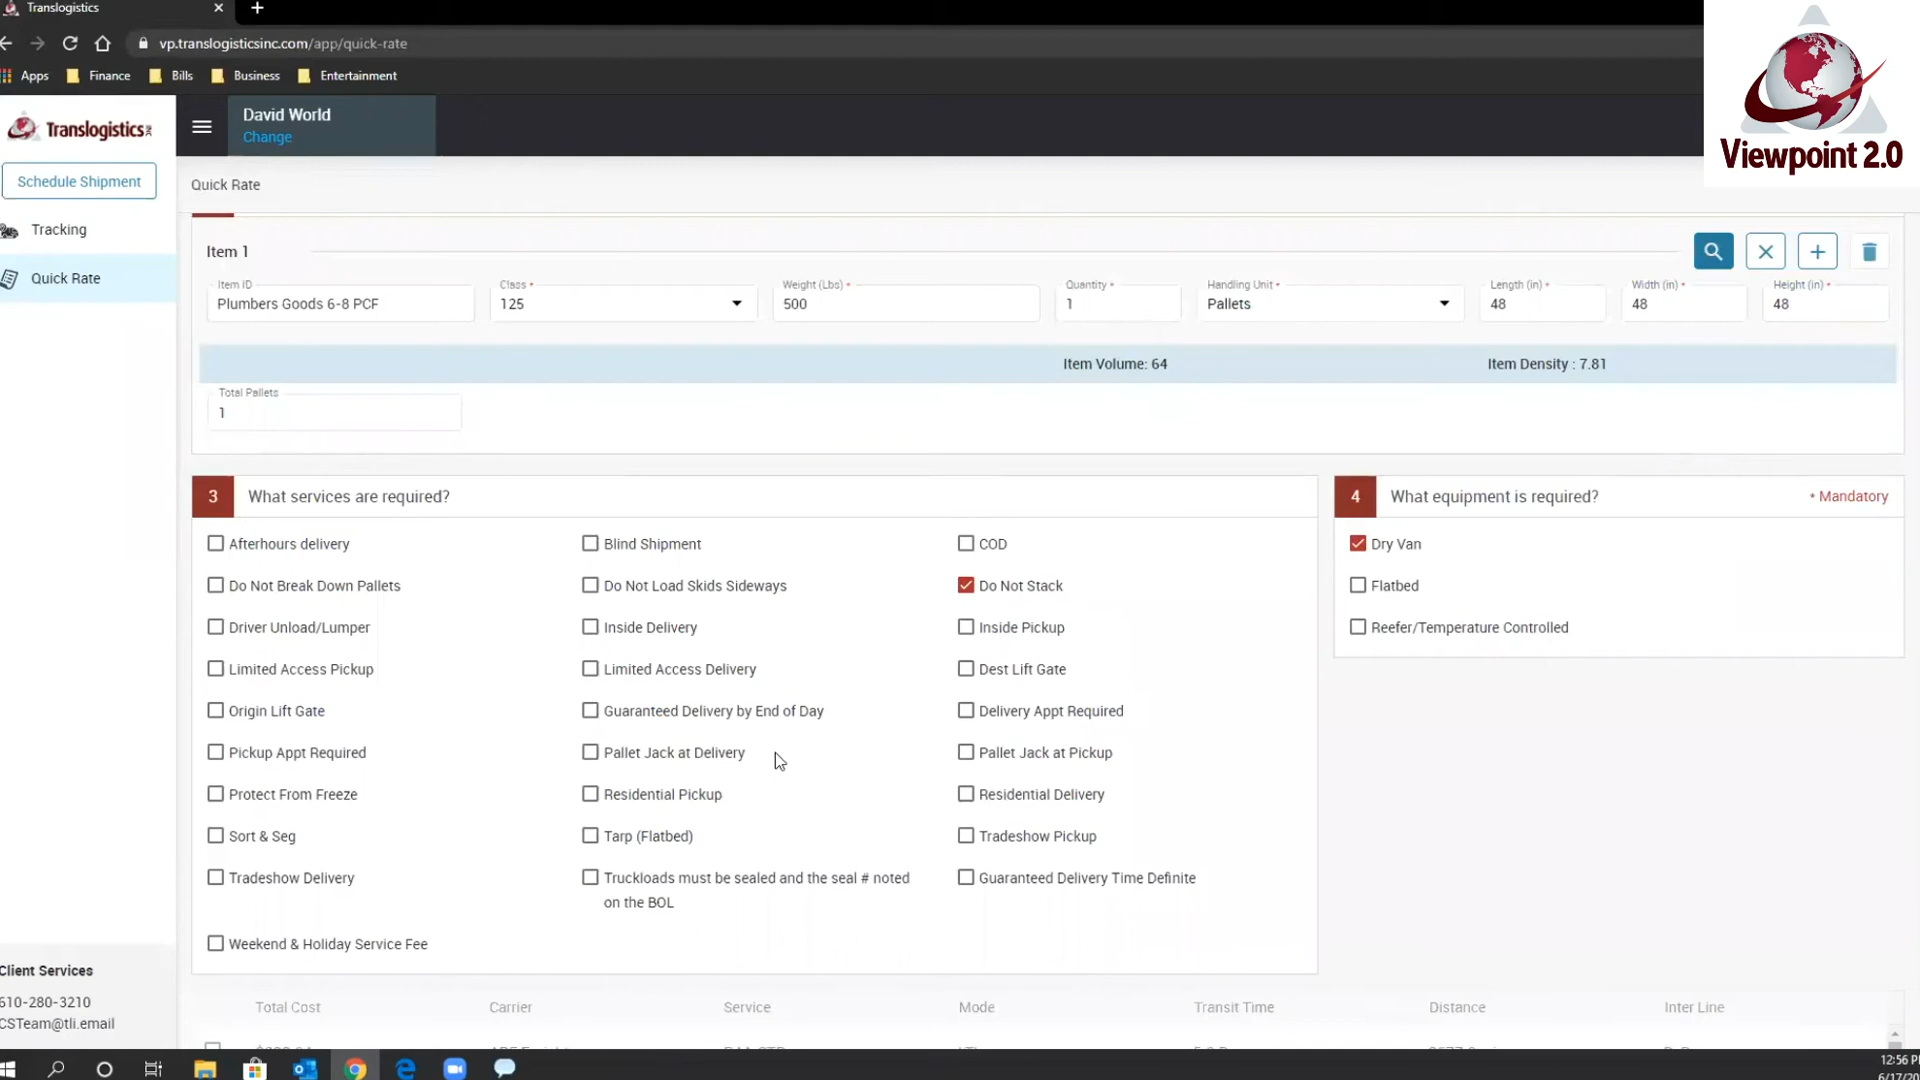 Translogistics
vp.translogisticsinc.com/app/quick-rate
Apps Finance Bills Business Entertainment
Viewpoint 2.0
Translogistics INC
David World
Change
Schedule Shipment
Tracking
Quick Rate
Quick Rate
Item 1
Item ID Class * Weight (Lbs) * Quantity * Handling Unit * Length (in) * Width (in) * Height (in) *
Plumbers Goods 6-8 PCF 125 500 1 Pallets 48 48 48
Item Volume: 64 Item Density : 7.81
Total Pallets
1
3 What services are required?
Afterhours delivery Blind Shipment COD
Do Not Break Down Pallets Do Not Load Skids Sideways Do Not Stack
Driver Unload/Lumper Inside Delivery Inside Pickup
Limited Access Pickup Limited Access Delivery Dest Lift Gate
Origin Lift Gate Guaranteed Delivery by End of Day Delivery Appt Required
Pickup Appt Required Pallet Jack at Delivery Pallet Jack at Pickup
Protect From Freeze Residential Pickup Residential Delivery
Sort & Seg Tarp (Flatbed) Tradeshow Pickup
Tradeshow Delivery Truckloads must be sealed and the seal # noted Guaranteed Delivery Time Definite
on the BOL
Weekend & Holiday Service Fee
4 What equipment is required? * Mandatory
Dry Van
Flatbed
Reefer/Temperature Controlled
Total Cost Carrier Service Mode Transit Time Distance Inter Line
Client Services
610-280-3210
CSTeam@tli.email
12:56 P
6/17/20